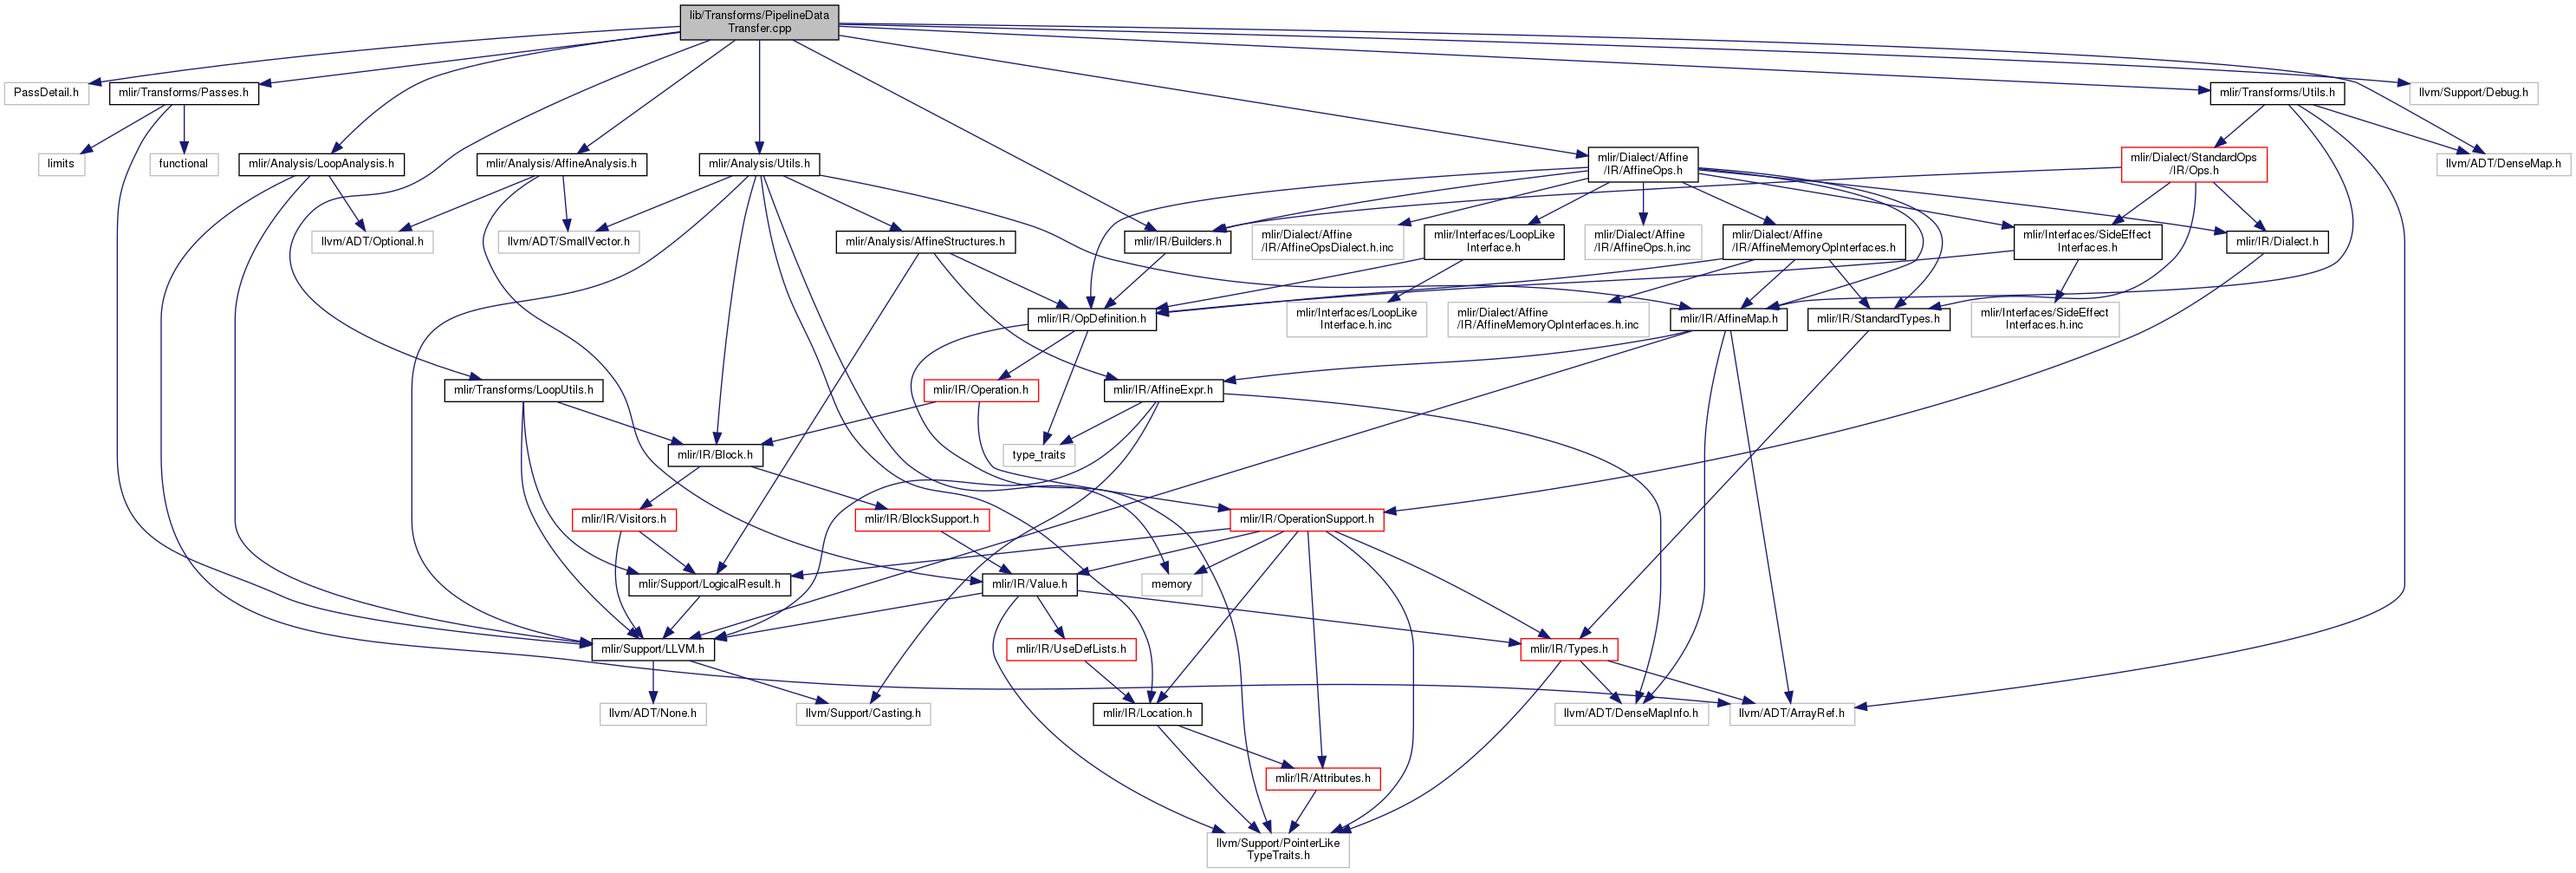 lib/Transforms/PipelineData
Transfer.cpp
PassDetail.h
mlir/Transforms/Passes.h
mlir/Transforms/Utils.h
llvm/Support/Debug.h
limits
functional
mlir/Analysis/LoopAnalysis.h
mlir/Analysis/AffineAnalysis.h
mlir/Analysis/Utils.h
mlir/Dialect/Affine
/IR/AffineOps.h
mlir/Dialect/StandardOps
/IR/Ops.h
llvm/ADT/DenseMap.h
llvm/ADT/Optional.h
llvm/ADT/SmallVector.h
mlir/Analysis/AffineStructures.h
mlir/IR/Builders.h
mlir/Dialect/Affine
/IR/AffineOpsDialect.h.inc
mlir/Interfaces/LoopLike
Interface.h
mlir/Dialect/Affine
/IR/AffineOps.h.inc
mlir/Dialect/Affine
/IR/AffineMemoryOpInterfaces.h
mlir/Interfaces/SideEffect
Interfaces.h
mlir/IR/Dialect.h
mlir/IR/OpDefinition.h
mlir/Interfaces/LoopLike
Interface.h.inc
mlir/Dialect/Affine
/IR/AffineMemoryOpInterfaces.h.inc
mlir/IR/AffineMap.h
mlir/IR/StandardTypes.h
mlir/Interfaces/SideEffect
Interfaces.h.inc
mlir/Transforms/LoopUtils.h
mlir/IR/Operation.h
mlir/IR/AffineExpr.h
mlir/IR/Block.h
type_traits
mlir/IR/Visitors.h
mlir/IR/BlockSupport.h
mlir/IR/OperationSupport.h
mlir/Support/LogicalResult.h
mlir/IR/Value.h
memory
mlir/Support/LLVM.h
mlir/IR/UseDefLists.h
mlir/IR/Types.h
llvm/ADT/None.h
llvm/Support/Casting.h
mlir/IR/Location.h
llvm/ADT/DenseMapInfo.h
llvm/ADT/ArrayRef.h
mlir/IR/Attributes.h
llvm/Support/PointerLike
TypeTraits.h